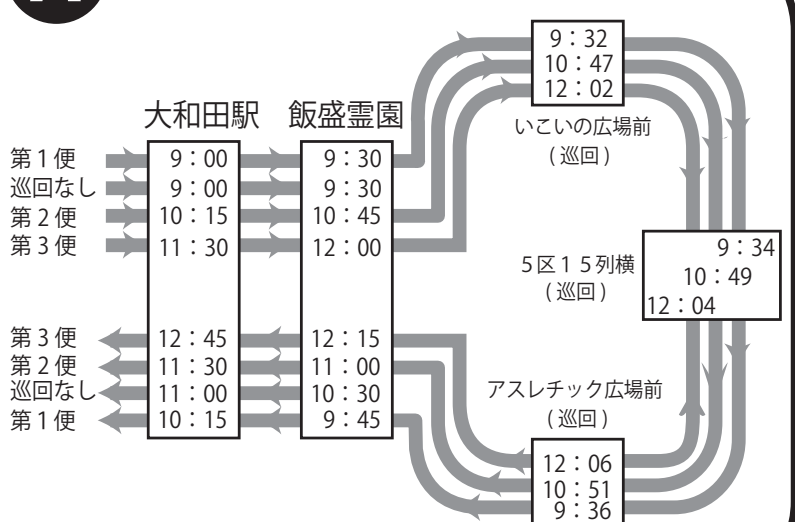 9：32
10：47
12：02
いこいの広場前
（巡回）
大和田駅　飯盛霊園
第1便　9：00　9：30
巡回なし　9：00　9：30
第2便　10：15　10：45
第3便　11：30　12：00
5区15列横
（巡回）
9：34
10：49
12：04
第3便　12：45　12：15
第2便　11：30　11：00
巡回なし　11：00　10：30
第1便　10：15　9：45
アスレチック広場前
（巡回）
12：06
10：51
9：36